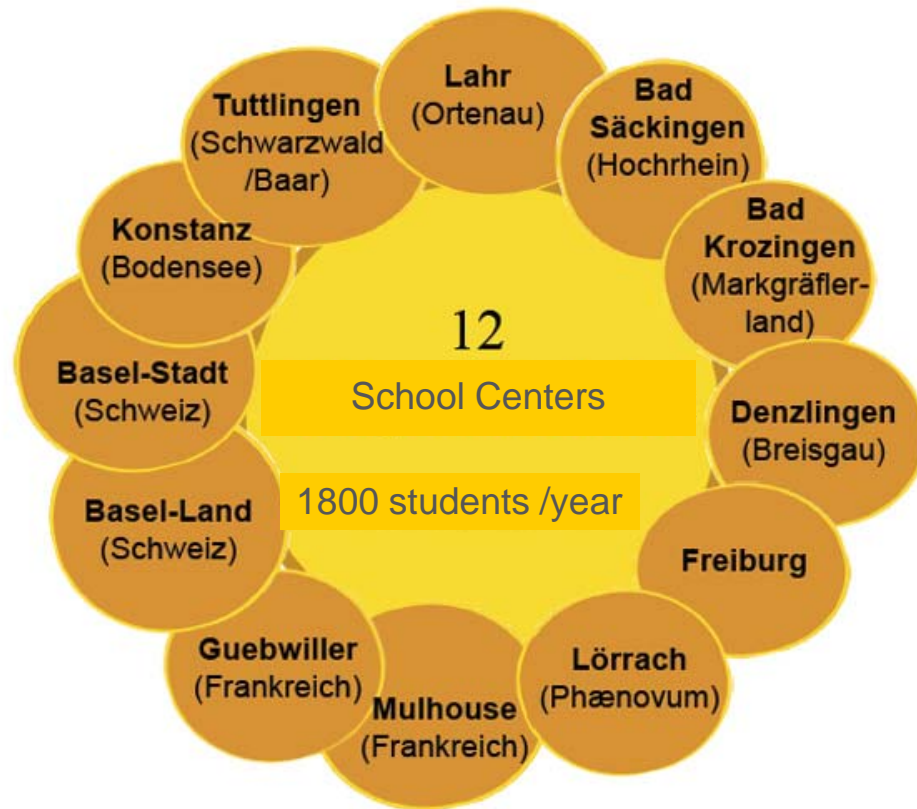 Lahr
(Ortenau)
Bad
Säckingen
(Hochrhein)
Bad
Krozingen
(Markgräfler-
land)
Denzlingen
(Breisgau)
Freiburg
Lörrach
(Phænovum)
Mulhouse
(Frankreich)
Guebwiller
(Frankreich)
Basel-Land
(Schweiz)
Basel-Stadt
(Schweiz)
Konstanz
(Bodensee)
Tuttlingen
(Schwarzwald
/Baar)
12
School Centers
1800 students /year